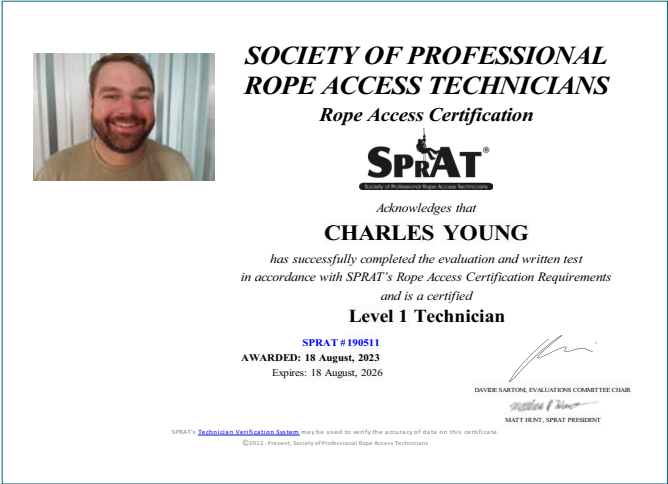 SOCIETY OF PROFESSIONAL
ROPE ACCESS TECHNICIANS
Rope Access Certification
SPRAT®
Society of Professional Rope Access Technicians
Acknowledges that
CHARLES YOUNG
has successfully completed the evaluation and written test
in accordance with SPRAT's Rope Access Certification Requirements
and is a certified
Level 1 Technician
SPRAT #190511
AWARDED: 18 August, 2023
Expires: 18 August, 2026
DAVIDE SARTONI, EVALUATIONS COMMITTEE CHAIR
Matthew J Hunt
MATT HUNT, SPRAT PRESIDENT
SPRAT's Technician Verification System may be used to verify the accuracy of data on this certificate.
©2012 - Present; Society of Professional Rope Access Technicians